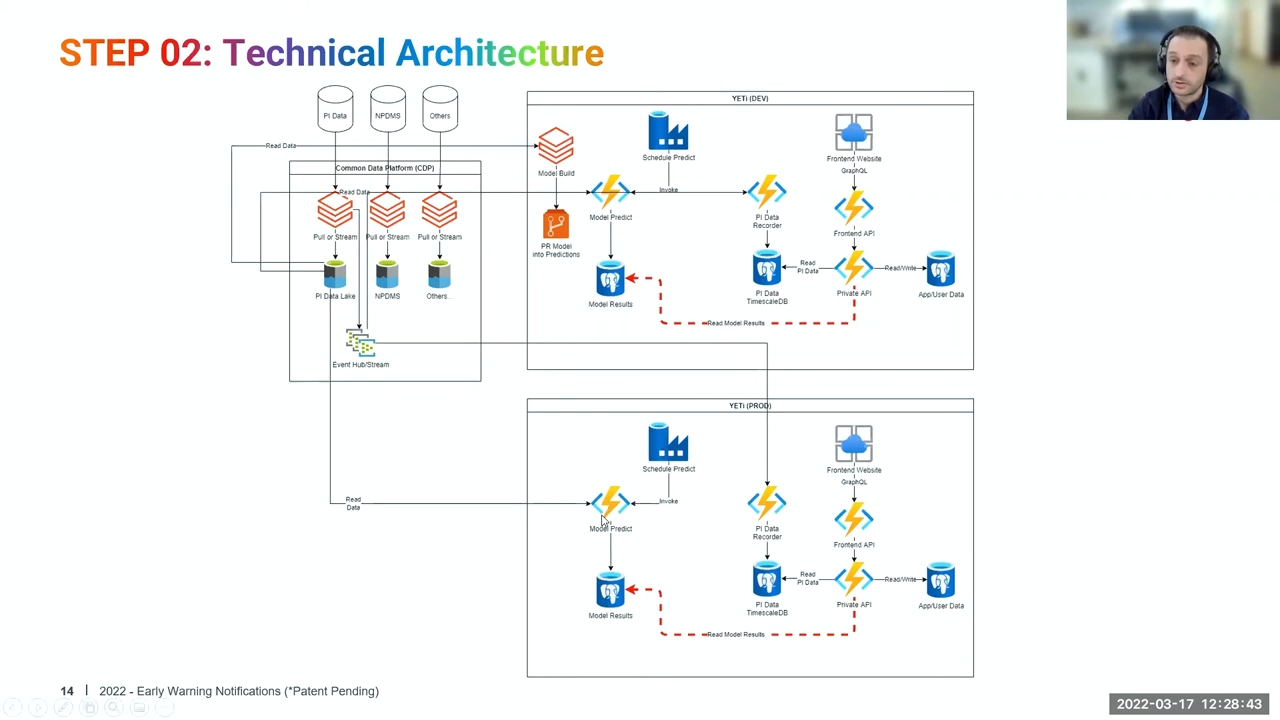 STEP 02: Technical Architecture
PI Data
NPDMS
Others
Read Data
Common Data Platform (CDP)
Read Data
Pull or Stream
Pull or Stream
Pull or Stream
PI Data Lake
NPDMS
Others...
Event Hub/Stream
Read
Data
YETi (DEV)
Model Build
PR Model
into Predictions
Schedule Predict
Invoke
Model Predict
Model Results
PI Data
Recorder
PI Data
TimescaleDB
Read
PI Data
Frontend Website
GraphQL
Frontend API
Private API
Read/Write
App/User Data
Read Model Results
YETi (PROD)
Schedule Predict
Invoke
Model Predict
Model Results
PI Data
Recorder
PI Data
TimescaleDB
Read
PI Data
Frontend Website
GraphQL
Frontend API
Private API
Read/Write
App/User Data
Read Model Results
14 | 2022 - Early Warning Notifications (*Patent Pending)
2022-03-17 12:28:43